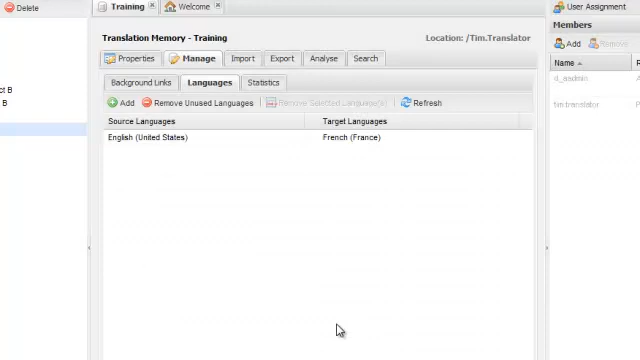 Delete
Training
Welcome
User Assignment
Translation Memory - Training
Location: /Tim.Translator
Members
Properties
Manage
Import
Export
Analyse
Search
Add
Remove
Background Links
Languages
Statistics
Name
Add
Remove Unused Languages
Remove Selected Language(s)
Refresh
Source Languages
Target Languages
tim.translator
English (United States)
French (France)
B